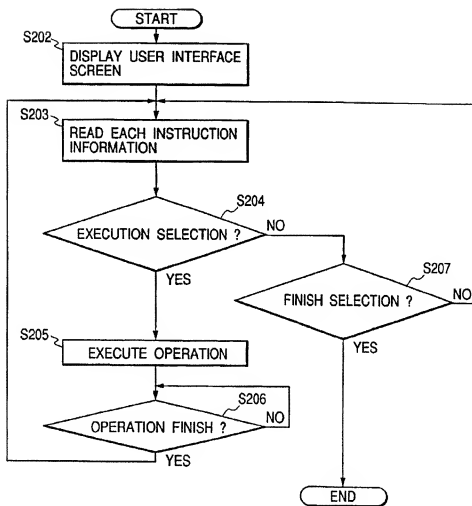 START
S202
DISPLAY USER INTERFACE
SCREEN
S203
READ EACH INSTRUCTION
INFORMATION
S204
EXECUTION SELECTION ?
NO
YES
S207
FINISH SELECTION ?
NO
YES
S205
EXECUTE OPERATION
S206
OPERATION FINISH ?
NO
YES
END